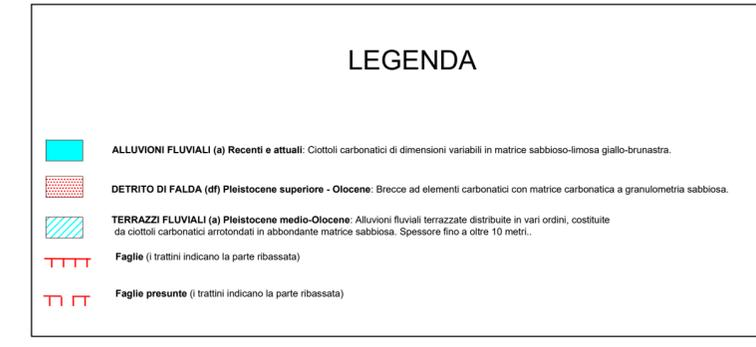 LEGENDA
ALLUVIONI FLUVIALI (a) Recenti e attuali: Ciottoli carbonatici di dimensioni variabili in matrice sabbioso-limosa giallo-brunastra.
DETRITO DI FALDA (df) Pleistocene superiore - Olocene: Brecce ad elementi carbonatici con matrice carbonatica a granulometria sabbiosa.
TERRAZZI FLUVIALI (a) Pleistocene medio-Olocene: Alluvioni fluviali terrazzate distribuite in vari ordini, costituite
da ciottoli carbonatici arrotondati in abbondante matrice sabbiosa. Spessore fino a oltre 10 metri..
Faglie (i trattini indicano la parte ribassata)
Faglie presunte (i trattini indicano la parte ribassata)